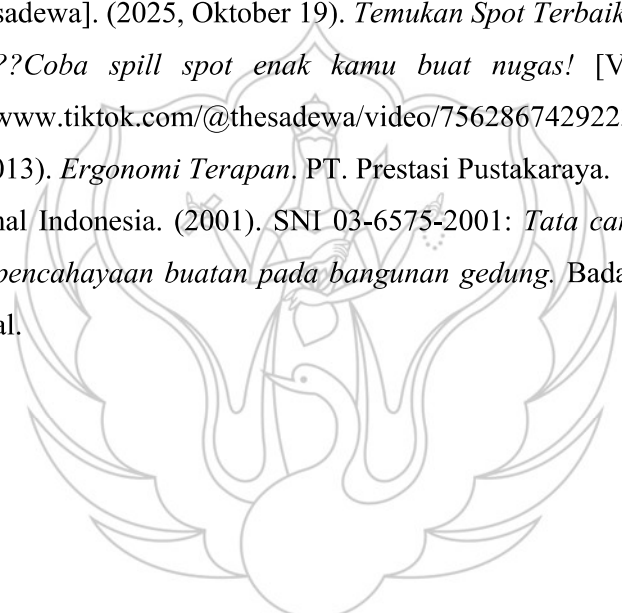 sadewa]. (2025, Oktober 19). Temukan Spot Terbaik
??Coba spill spot enak kamu buat nugas! [V
www.tiktok.com/@thesadewa/video/756286742922
013). Ergonomi Terapan. PT. Prestasi Pustakaraya.
nal Indonesia. (2001). SNI 03-6575-2001: Tata ca
pencahayaan buatan pada bangunan gedung. Bada
al.